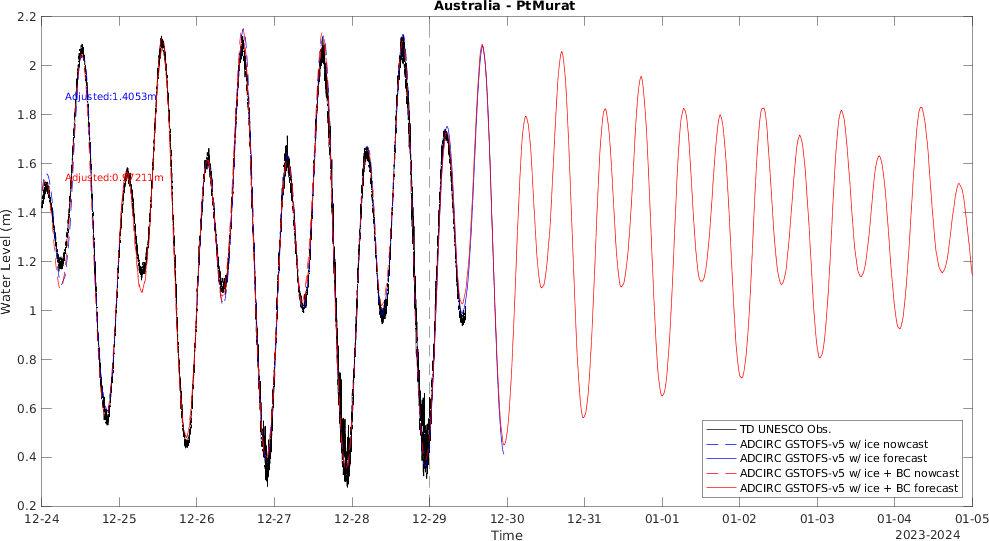 Australia - PtMurat
2.2
2
1.8
1.6
1.4
1.2
1
0.8
0.6
0.4
0.2
Water Level (m)
Adjusted:1.4053m
Adjusted:0.97211m
TD UNESCO Obs.
ADCIRC GSTOFS-v5 w/ ice nowcast
ADCIRC GSTOFS-v5 w/ ice forecast
ADCIRC GSTOFS-v5 w/ ice + BC nowcast
ADCIRC GSTOFS-v5 w/ ice + BC forecast
12-24 12-25 12-26 12-27 12-28 12-29 12-30 12-31 01-01 01-02 01-03 01-04 01-05
Time
2023-2024